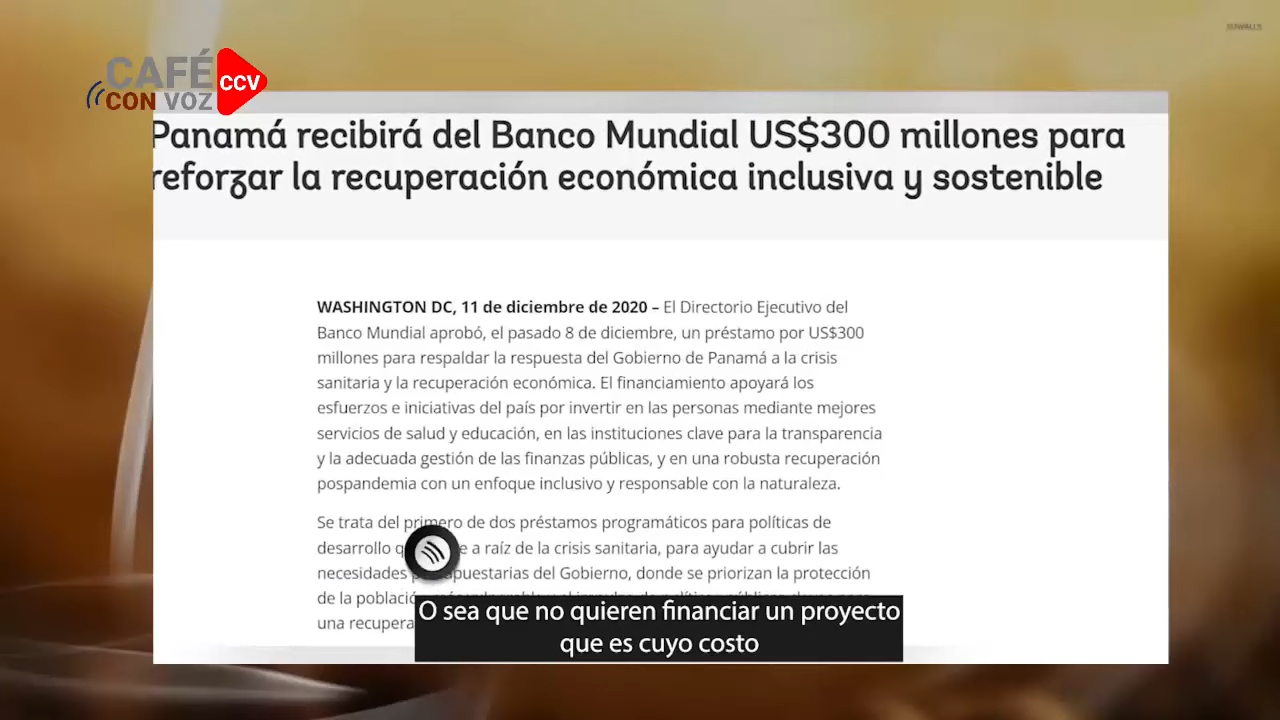 CAFÉ
CON VOZ
CCV
Panamá recibirá del Banco Mundial US$300 millones para
reforzar la recuperación económica inclusiva y sostenible
WASHINGTON DC, 11 de diciembre de 2020 – El Directorio Ejecutivo del
Banco Mundial aprobó, el pasado 8 de diciembre, un préstamo por US$300
millones para respaldar la respuesta del Gobierno de Panamá a la crisis
sanitaria y la recuperación económica. El financiamiento apoyará los
esfuerzos e iniciativas del país por invertir en las personas mediante mejores
servicios de salud y educación, en las instituciones clave para la transparencia
y la adecuada gestión de las finanzas públicas, y en una robusta recuperación
pospandemia con un enfoque inclusivo y responsable con la naturaleza.
Se trata del primero de dos préstamos programáticos para políticas de
desarrollo a raíz de la crisis sanitaria, para ayudar a cubrir las
necesidades del Gobierno, donde se priorizan la protección
de la
una
O sea que no quieren financiar un proyecto
que es cuyo costo